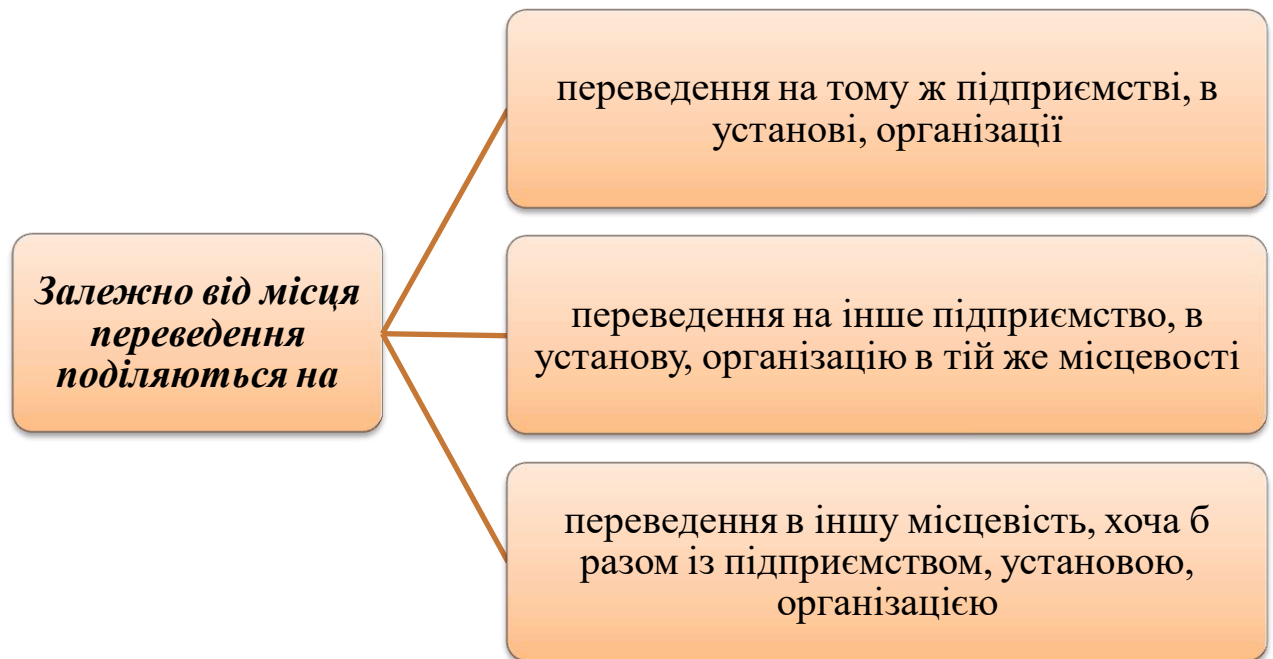 Залежно від місця
переведення
поділяються на
переведення на тому ж підприємстві, в
установі, організації
переведення на інше підприємство, в
установу, організацію в тій же місцевості
переведення в іншу місцевість, хоча б
разом із підприємством, установою,
організацією